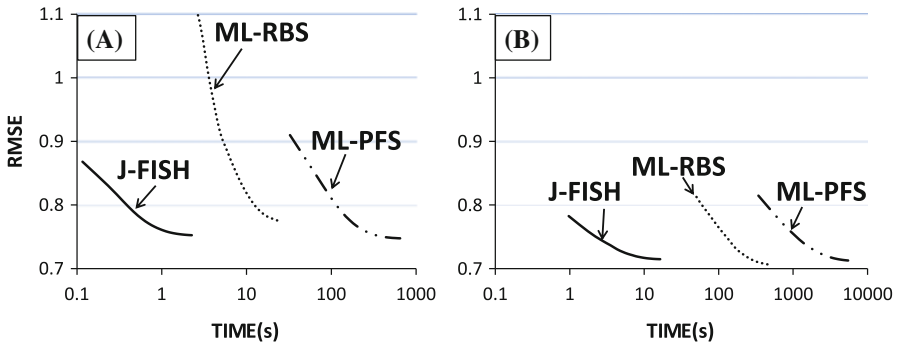 (A)
1.1
1
0.9
0.8
0.7
RMSE
ML-RBS
ML-PFS
J-FISH
0.1 1 10 100 1000
TIME(s)
(B)
1.1
1
0.9
0.8
0.7
ML-RBS
J-FISH
ML-PFS
0.1 1 10 100 1000 10000
TIME(s)